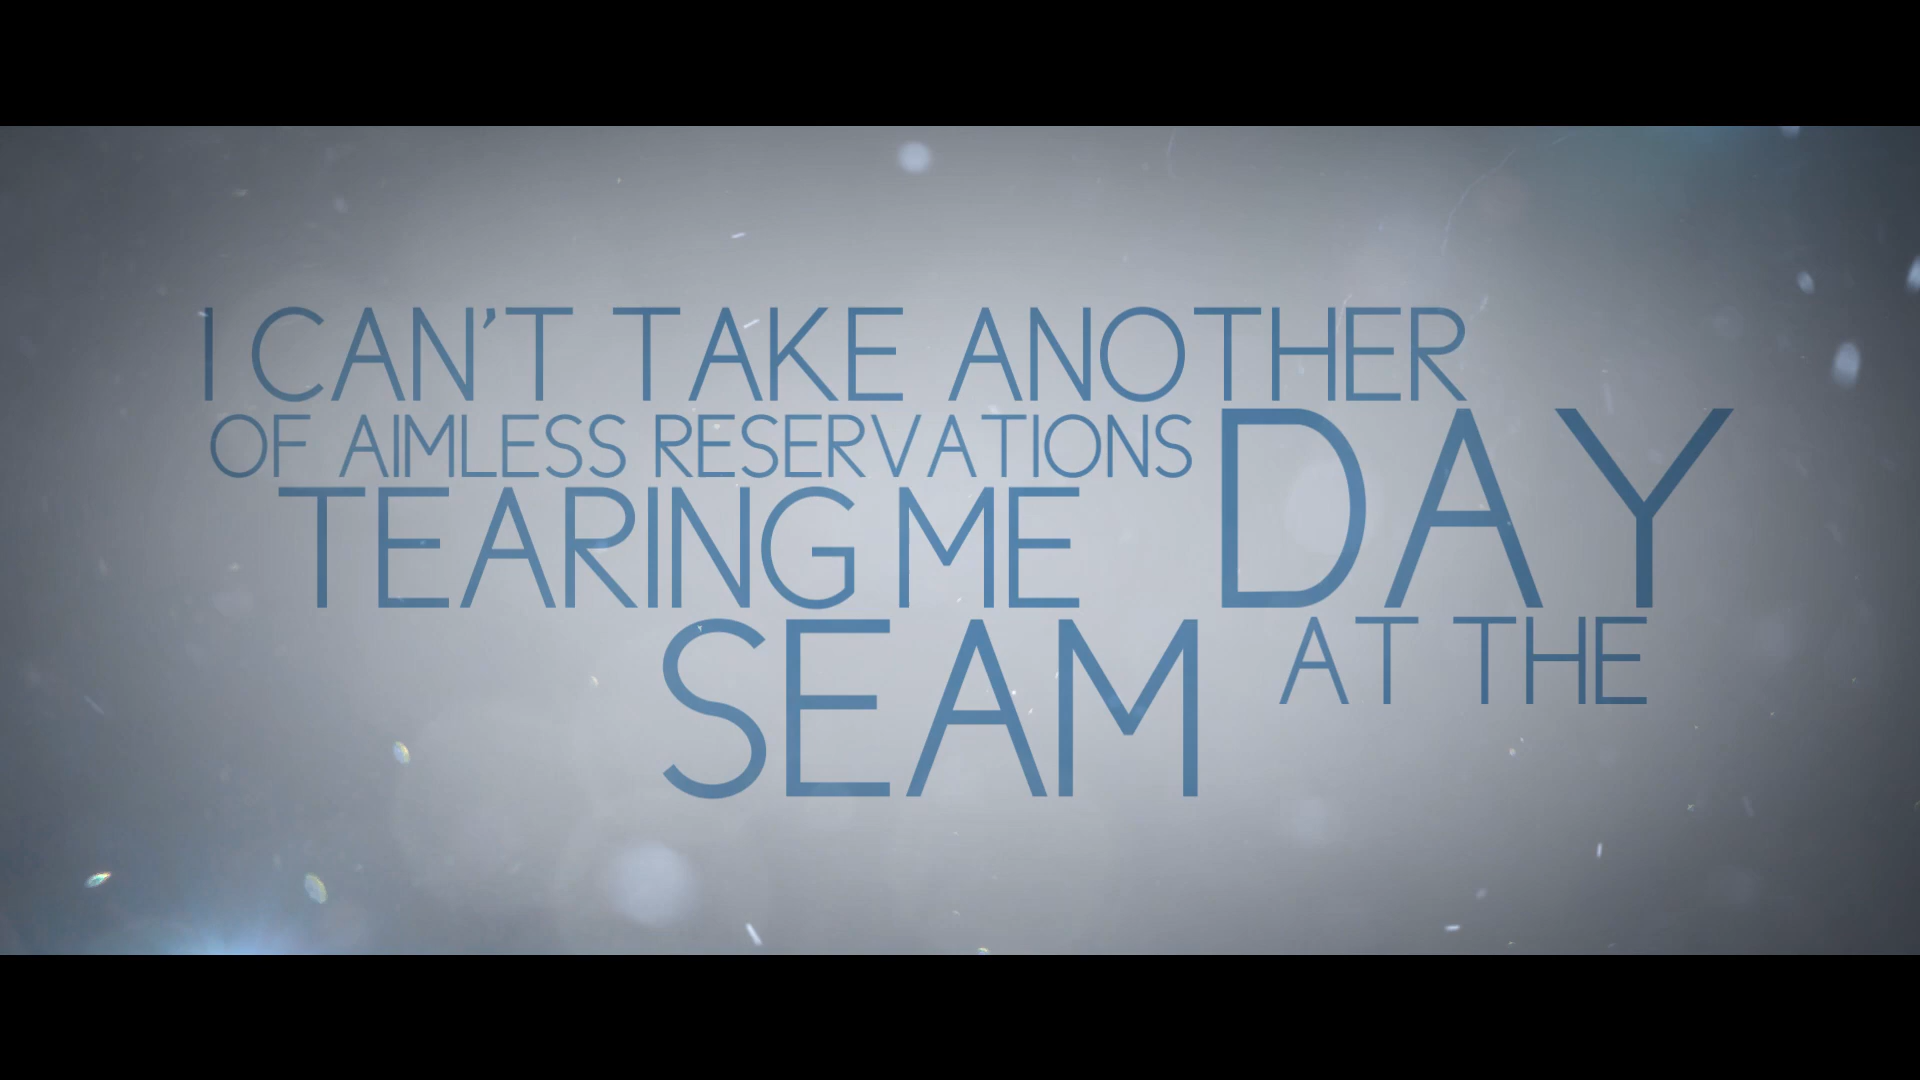 I CAN'T TAKE ANOTHER
DAY
OF AIMLESS RESERVATIONS
TEARING ME
AT THE
SEAM